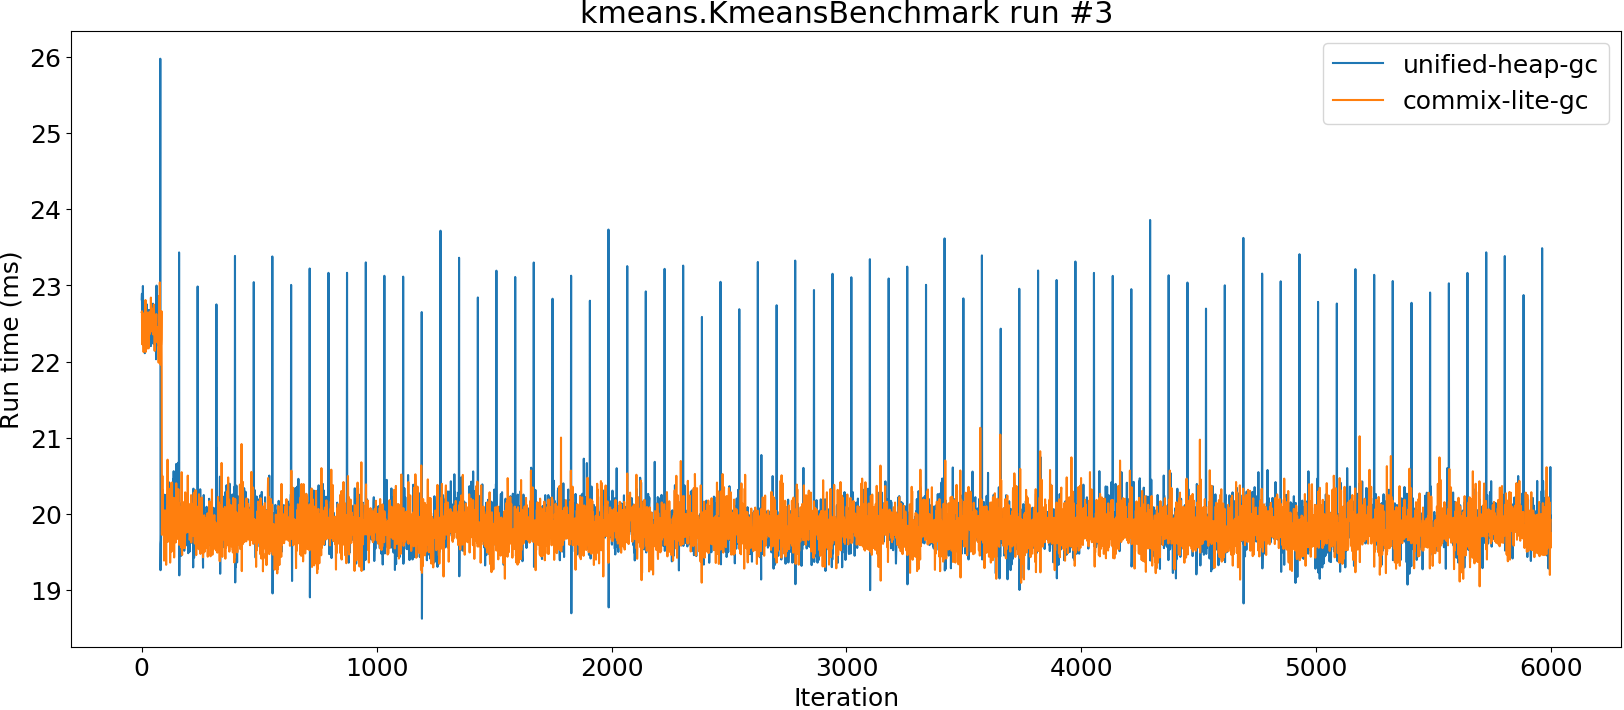 kmeans.KmeansBenchmark run #3
unified-heap-gc
commix-lite-gc
Run time (ms)
26
25
24
23
22
21
20
19
0 1000 2000 3000 4000 5000 6000
Iteration